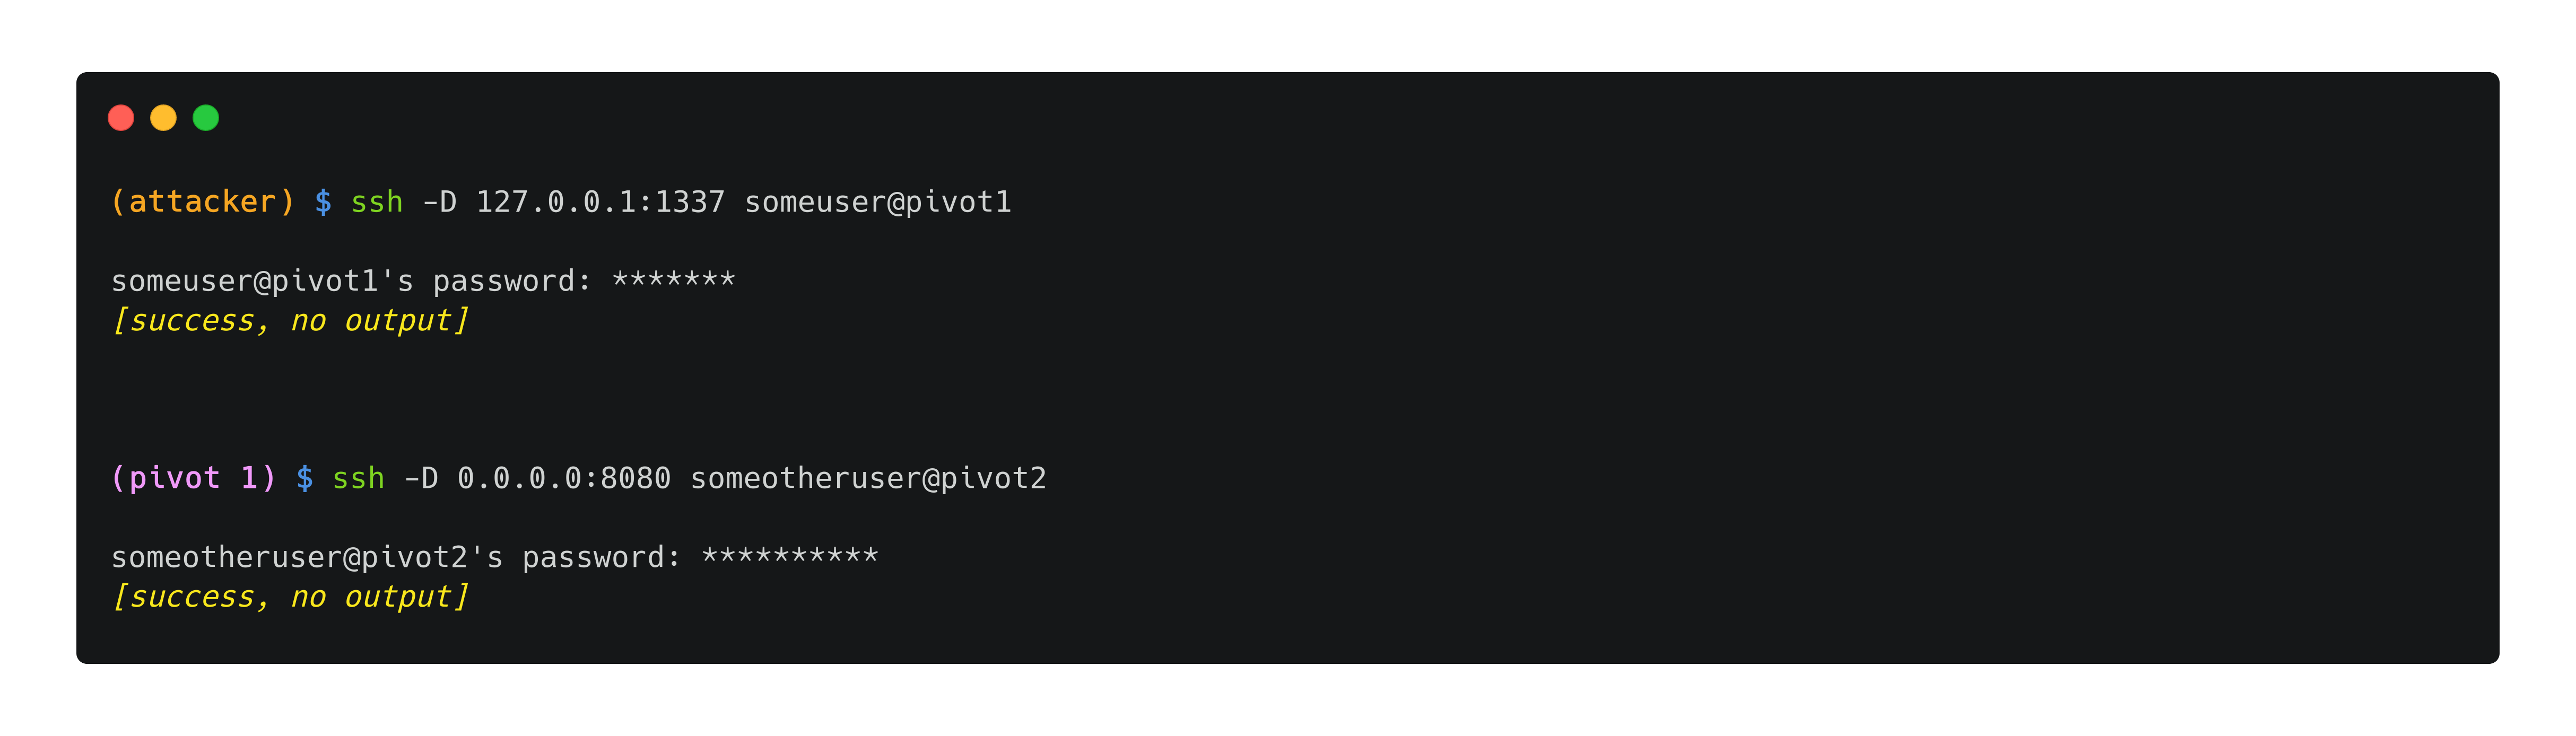 (attacker) $ ssh -D 127.0.0.1:1337 someuser@pivot1
someuser@pivot1's password: *******
[success, no output]
(pivot 1) $ ssh -D 0.0.0.0:8080 someotheruser@pivot2
someotheruser@pivot2's password: **********
[success, no output]